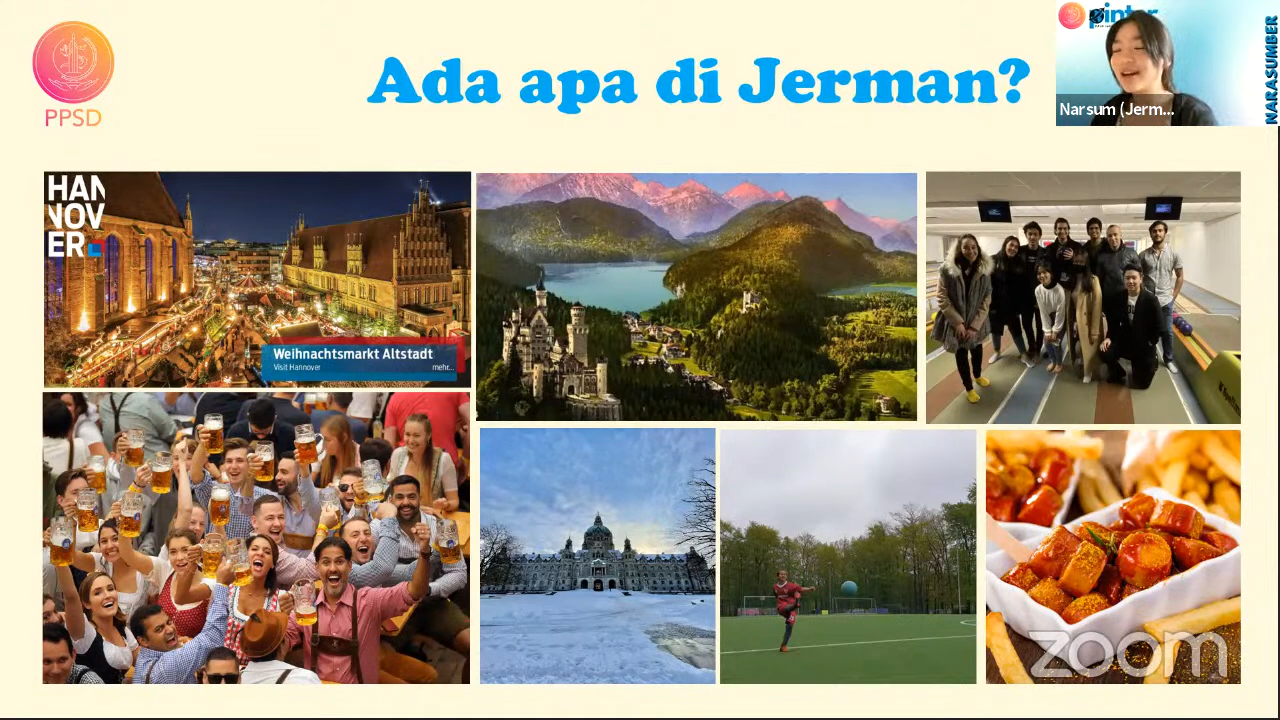 PPSD
Ada apa di Jerman?
Narsum (Jerm...
NARASUMBER
HAN
NOV
ER
Weihnachtsmarkt Altstadt
Visit Hannover
mehr...
zoom